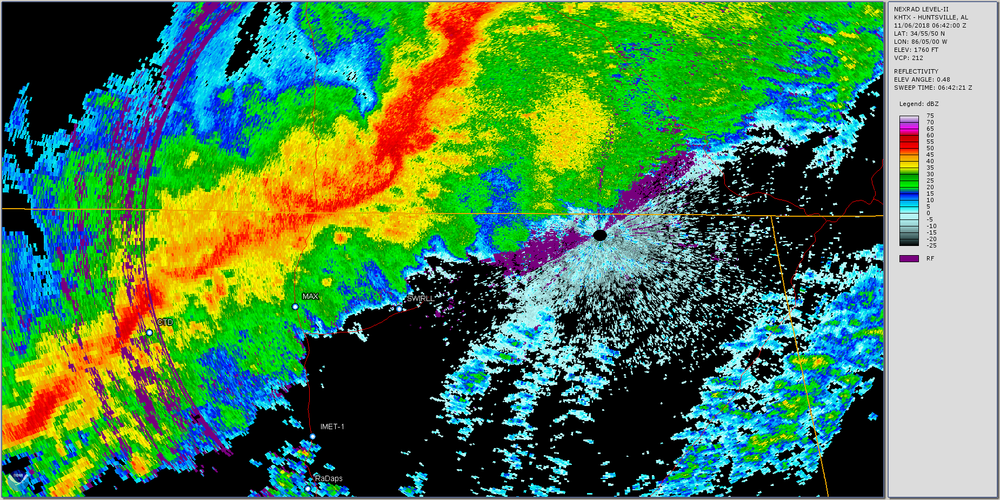 NEXRAD LEVEL-II
KHTX - HUNTSVILLE, AL
11/06/2018 06:42:00 Z
LAT: 34/55/50 N
LON: 86/05/00 W
ELEV: 1760 FT
VCP: 212
REFLECTIVITY
ELEV ANGLE: 0.48
SWEEP TIME: 06:42:21 Z
Legend: dBZ
75
70
65
60
55
50
45
40
35
30
25
20
15
10
5
0
-5
-10
-15
-20
-25
RF
MAX
SWIRLL
CTD
IMET-1
RaDaps
NOAA